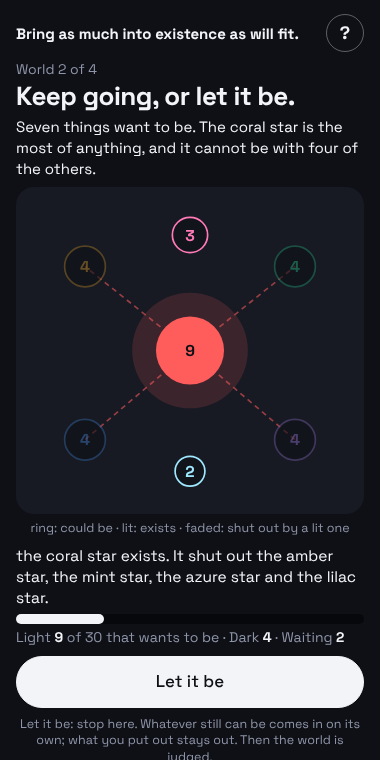 Bring as much into existence as will fit.
?
World 2 of 4
Keep going, or let it be.
Seven things want to be. The coral star is the
most of anything, and it cannot be with four of
the others.
3
4
4
9
4
4
2
ring: could be · lit: exists · faded: shut out by a lit one
the coral star exists. It shut out the amber
star, the mint star, the azure star and the lilac
star.
Light 9 of 30 that wants to be · Dark 4 · Waiting 2
Let it be
Let it be: stop here. Whatever still can be comes in on its
own; what you put out stays out. Then the world is
judged.